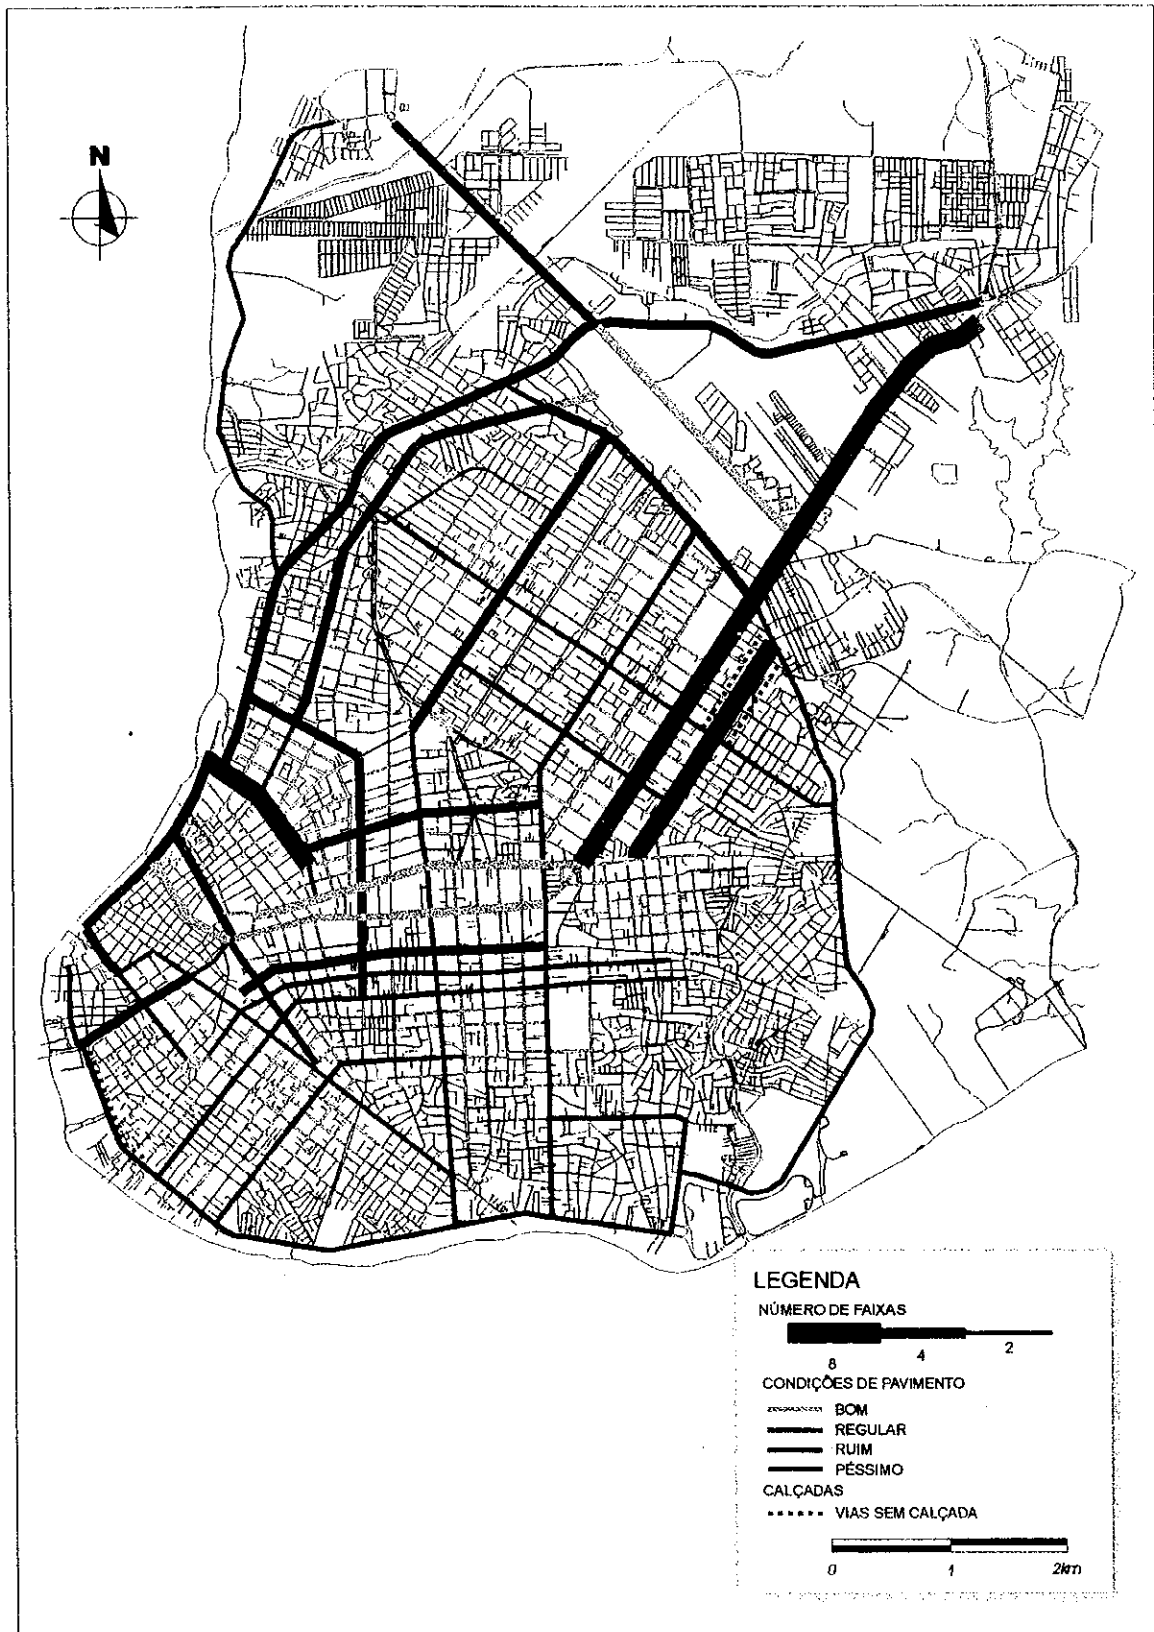 N
LEGENDA
NÚMERO DE FAIXAS
8 4 2
CONDIÇÕES DE PAVIMENTO
BOM
REGULAR
RUIM
PÉSSIMO
CALÇADAS
VIAS SEM CALÇADA
0 1 2km